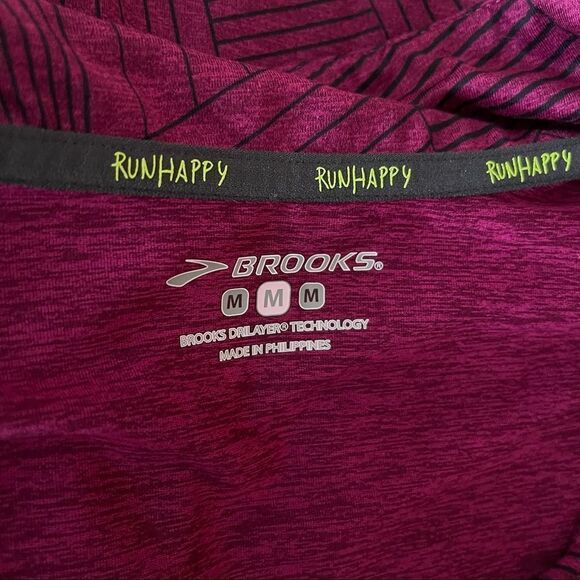 RUNHAPPY RUNHAPPY RUNHAPPY
BROOKS®
M M M
BROOKS DRILAYER® TECHNOLOGY
MADE IN PHILIPPINES